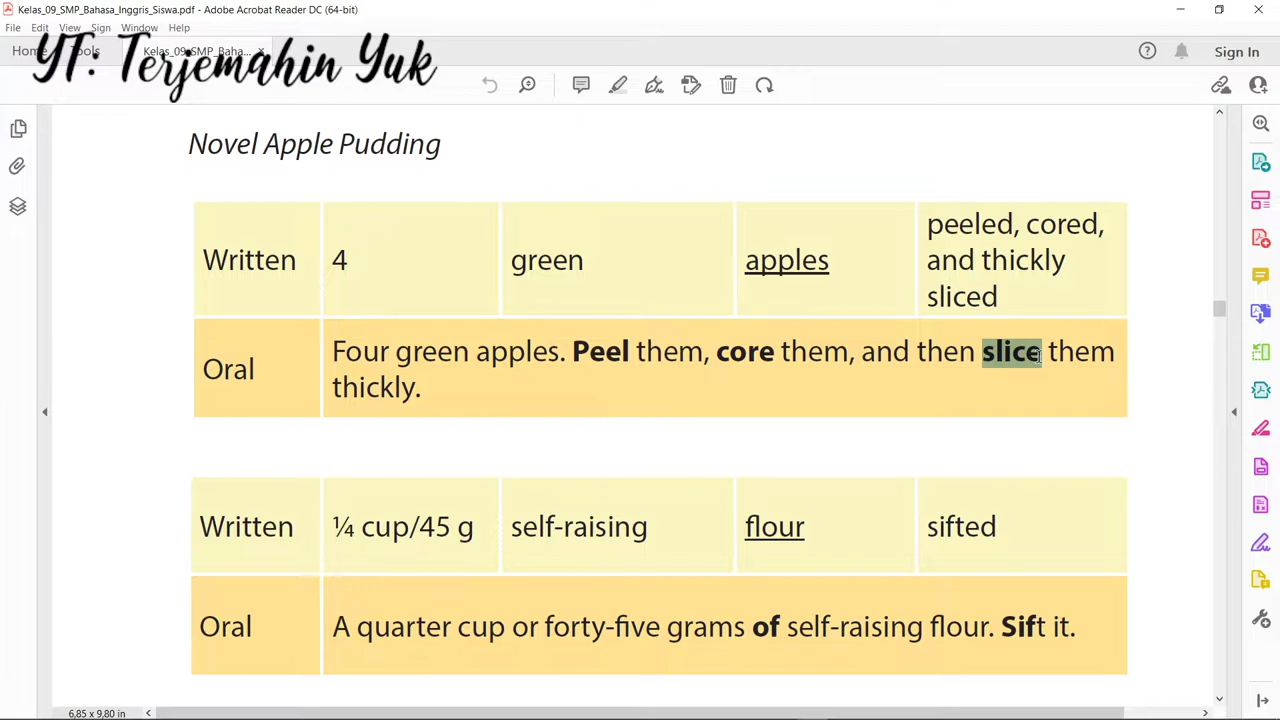 Kelas_09_SMP_Bahasa_Inggris_Siswa.pdf - Adobe Acrobat Reader DC (64-bit)
File Edit View Sign Window Help
Home Tools Kelas_09_SMP_Baha... × Sign In
YT: Terjemahin Yuk
Novel Apple Pudding
Written 4 green apples peeled, cored,
and thickly
sliced
Oral Four green apples. Peel them, core them, and then slice them
thickly.
Written ¼ cup/45 g self-raising flour sifted
Oral A quarter cup or forty-five grams of self-raising flour. Sift it.
6,85 x 9,80 in